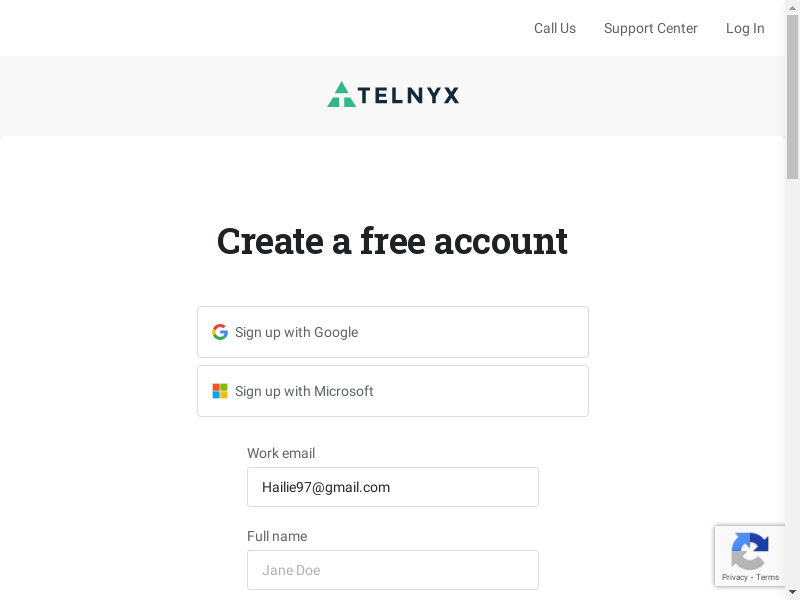 Call Us Support Center Log In
TELNYX
Create a free account
Sign up with Google
Sign up with Microsoft
Work email
Hailie97@gmail.com
Full name
Jane Doe
Privacy - Terms